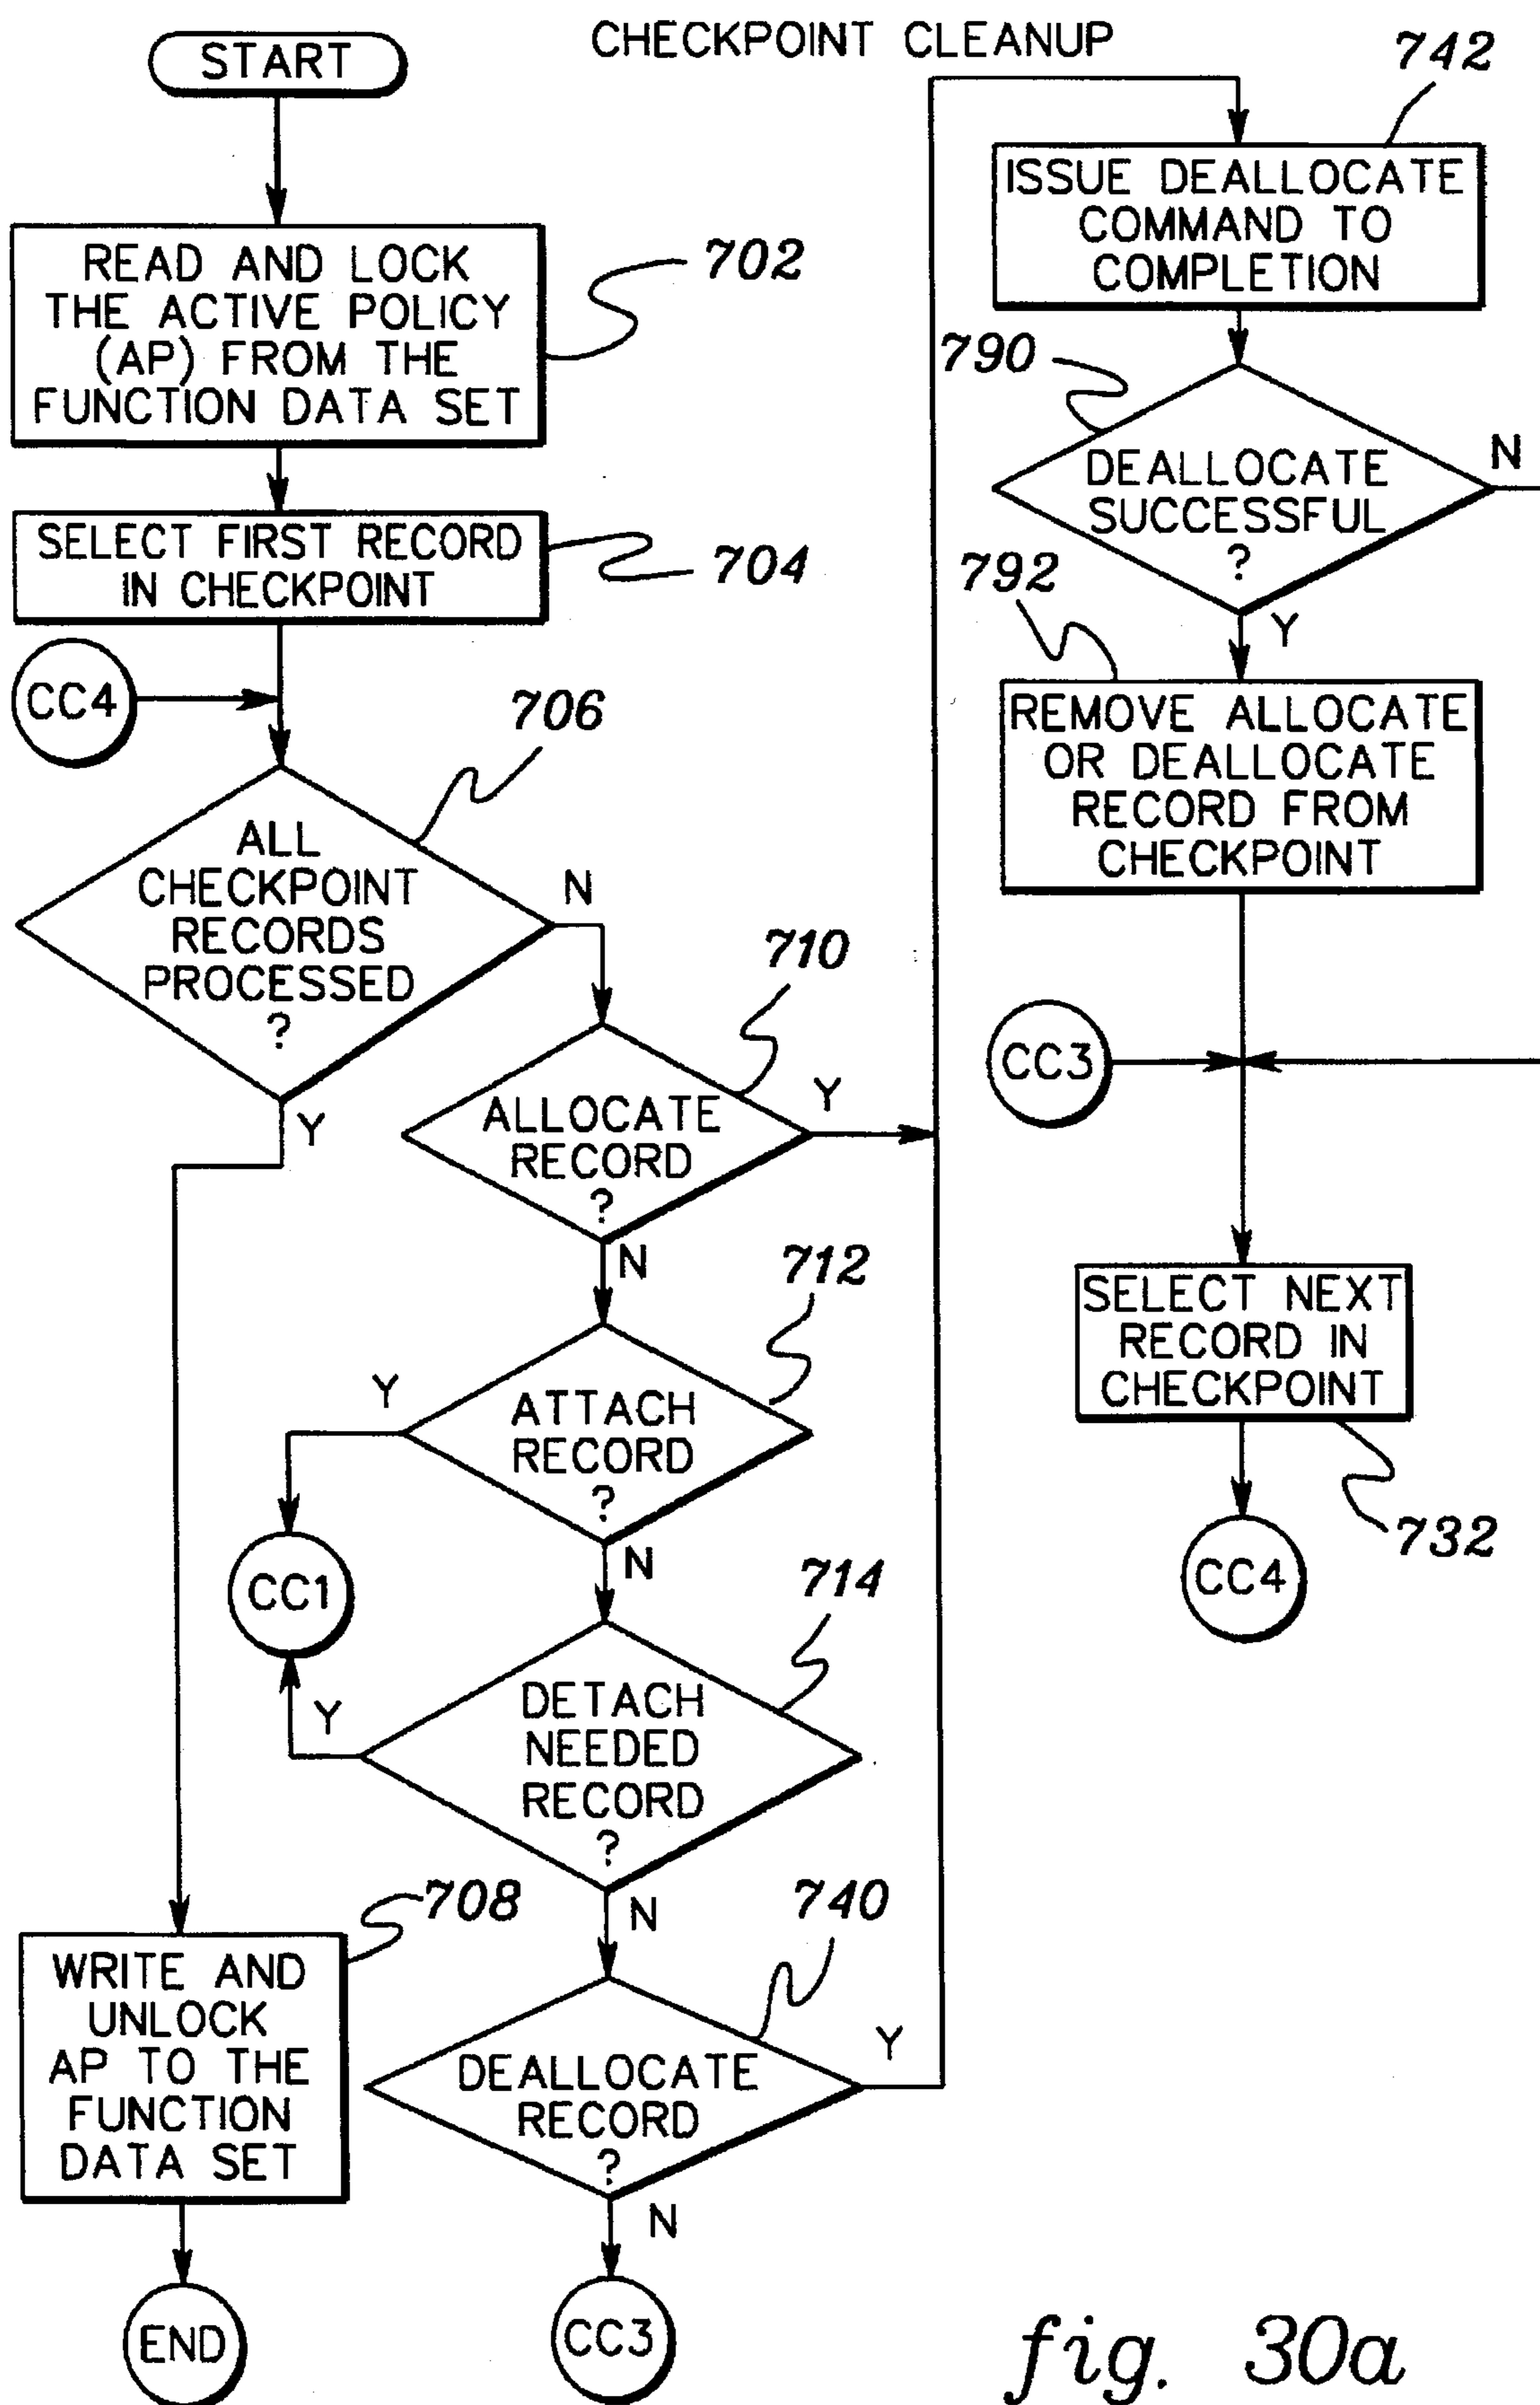 CHECKPOINT CLEANUP
START
READ AND LOCK
THE ACTIVE POLICY
(AP) FROM THE
FUNCTION DATA SET
702
SELECT FIRST RECORD
IN CHECKPOINT
704
CC4
706
ALL
CHECKPOINT
RECORDS
PROCESSED
?
N
Y
710
ALLOCATE
RECORD
?
Y
N
712
ATTACH
RECORD
?
Y
N
CC1
714
DETACH
NEEDED
RECORD
?
Y
N
708
WRITE AND
UNLOCK
AP TO THE
FUNCTION
DATA SET
END
740
DEALLOCATE
RECORD
?
Y
N
CC3
742
ISSUE DEALLOCATE
COMMAND TO
COMPLETION
790
DEALLOCATE
SUCCESSFUL
?
N
Y
792
REMOVE ALLOCATE
OR DEALLOCATE
RECORD FROM
CHECKPOINT
CC3
SELECT NEXT
RECORD IN
CHECKPOINT
732
CC4
fig. 30a